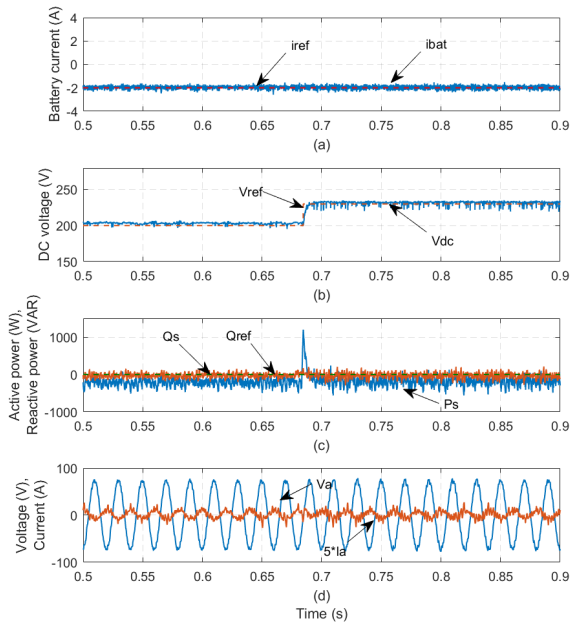 Battery current (A)
4
2
0
-2
-4
iref
ibat
0.5 0.55 0.6 0.65 0.7 0.75 0.8 0.85 0.9
(a)
DC voltage (V)
250
200
150
Vref
Vdc
0.5 0.55 0.6 0.65 0.7 0.75 0.8 0.85 0.9
(b)
Active power (W),
Reactive power (VAR)
1000
0
-1000
Qs
Qref
Ps
0.5 0.55 0.6 0.65 0.7 0.75 0.8 0.85 0.9
(c)
Voltage (V),
Current (A)
100
0
-100
Va
5*Ia
0.5 0.55 0.6 0.65 0.7 0.75 0.8 0.85 0.9
(d)
Time (s)